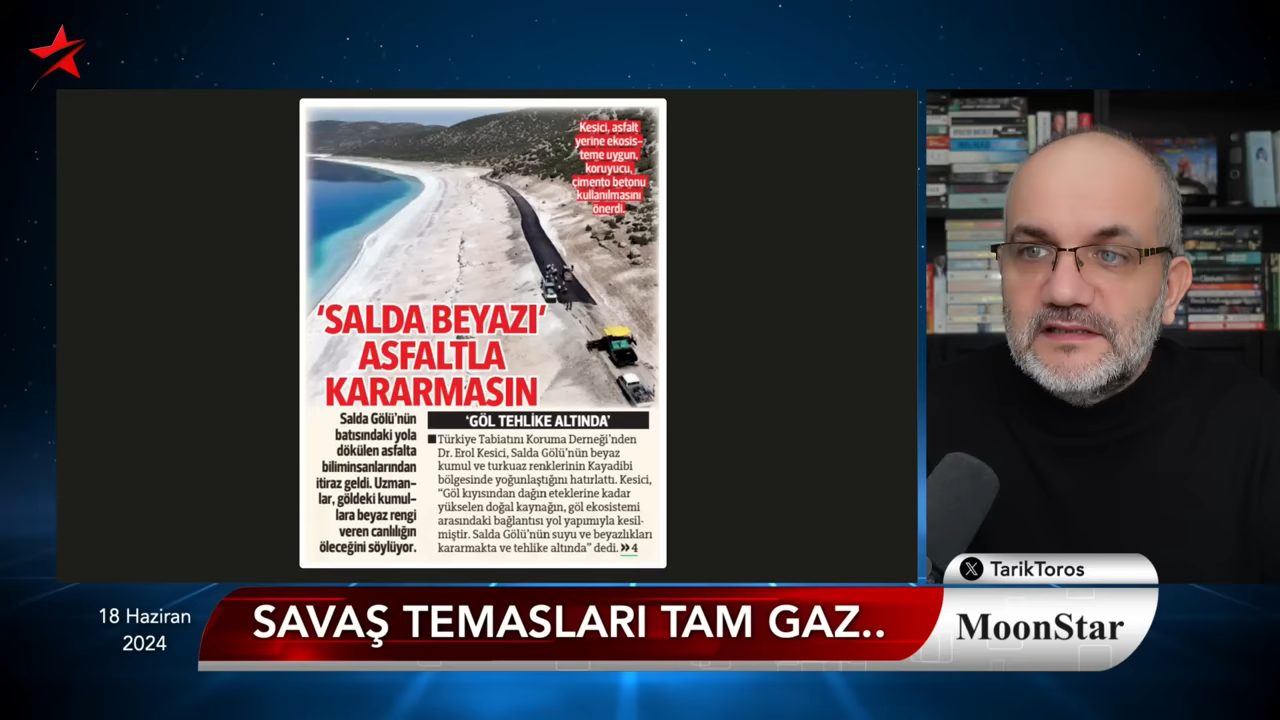 Kesici, asfalt
yerine ekosis-
teme uygun,
koruyucu,
çimento betonu
kullanılmasını
önerdi.
'SALDA BEYAZI'
ASFALTLA
KARARMASIN
Salda Gölü'nün
batısındaki yola
dökülen asfalta
biliminsanlarından
itiraz geldi. Uzman-
lar, göldeki kumul-
lara beyaz rengi
veren canlılığın
öleceğini söylüyor.
'GÖL TEHLİKE ALTINDA'
Türkiye Tabiatını Koruma Derneği'nden
Dr. Erol Kesici, Salda Gölü'nün beyaz
kumul ve turkuaz renklerinin Kayadibi
bölgesinde yoğunlaştığını hatırlattı. Kesici,
"Göl kıyısından dağın eteklerine kadar
yükselen doğal kaynağın, göl ekosistemi
arasındaki bağlantısı yol yapımıyla kesil-
miştir. Salda Gölü'nün suyu ve beyazlıkları
kararmakta ve tehlike altında" dedi. »4
TarikToros
18 Haziran
2024
SAVAŞ TEMASLARI TAM GAZ..
MoonStar